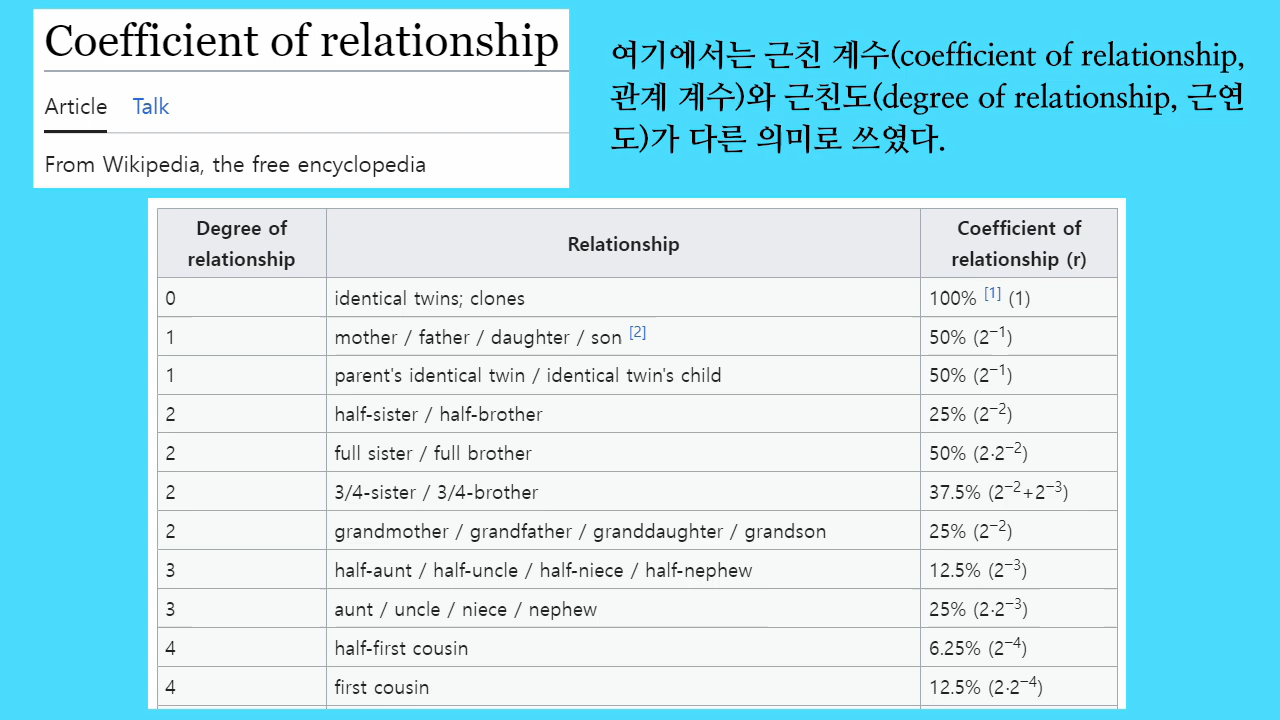 Coefficient of relationship
Article Talk
From Wikipedia, the free encyclopedia
여기에서는 근친 계수(coefficient of relationship,
관계 계수)와 근친도(degree of relationship, 근연
도)가 다른 의미로 쓰였다.
Degree of relationship Relationship Coefficient of relationship (r)
0 identical twins; clones 100% [1] (1)
1 mother / father / daughter / son [2] 50% (2⁻¹)
1 parent's identical twin / identical twin's child 50% (2⁻¹)
2 half-sister / half-brother 25% (2⁻²)
2 full sister / full brother 50% (2·2⁻²)
2 3/4-sister / 3/4-brother 37.5% (2⁻²+2⁻³)
2 grandmother / grandfather / granddaughter / grandson 25% (2⁻²)
3 half-aunt / half-uncle / half-niece / half-nephew 12.5% (2⁻³)
3 aunt / uncle / niece / nephew 25% (2·2⁻³)
4 half-first cousin 6.25% (2⁻⁴)
4 first cousin 12.5% (2·2⁻⁴)